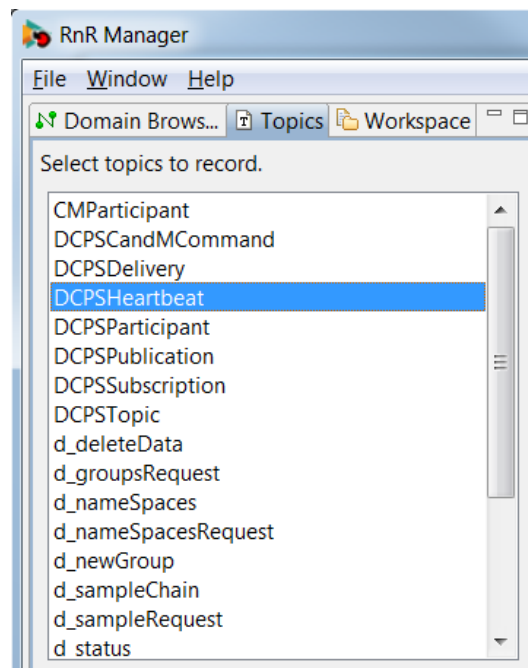 RnR Manager
File Window Help
Domain Brows... Topics Workspace
Select topics to record.
CMParticipant
DCPSCandMCommand
DCPSDelivery
DCPSHeartbeat
DCPSParticipant
DCPSPublication
DCPSSubscription
DCPSTopic
d_deleteData
d_groupsRequest
d_nameSpaces
d_nameSpacesRequest
d_newGroup
d_sampleChain
d_sampleRequest
d_status